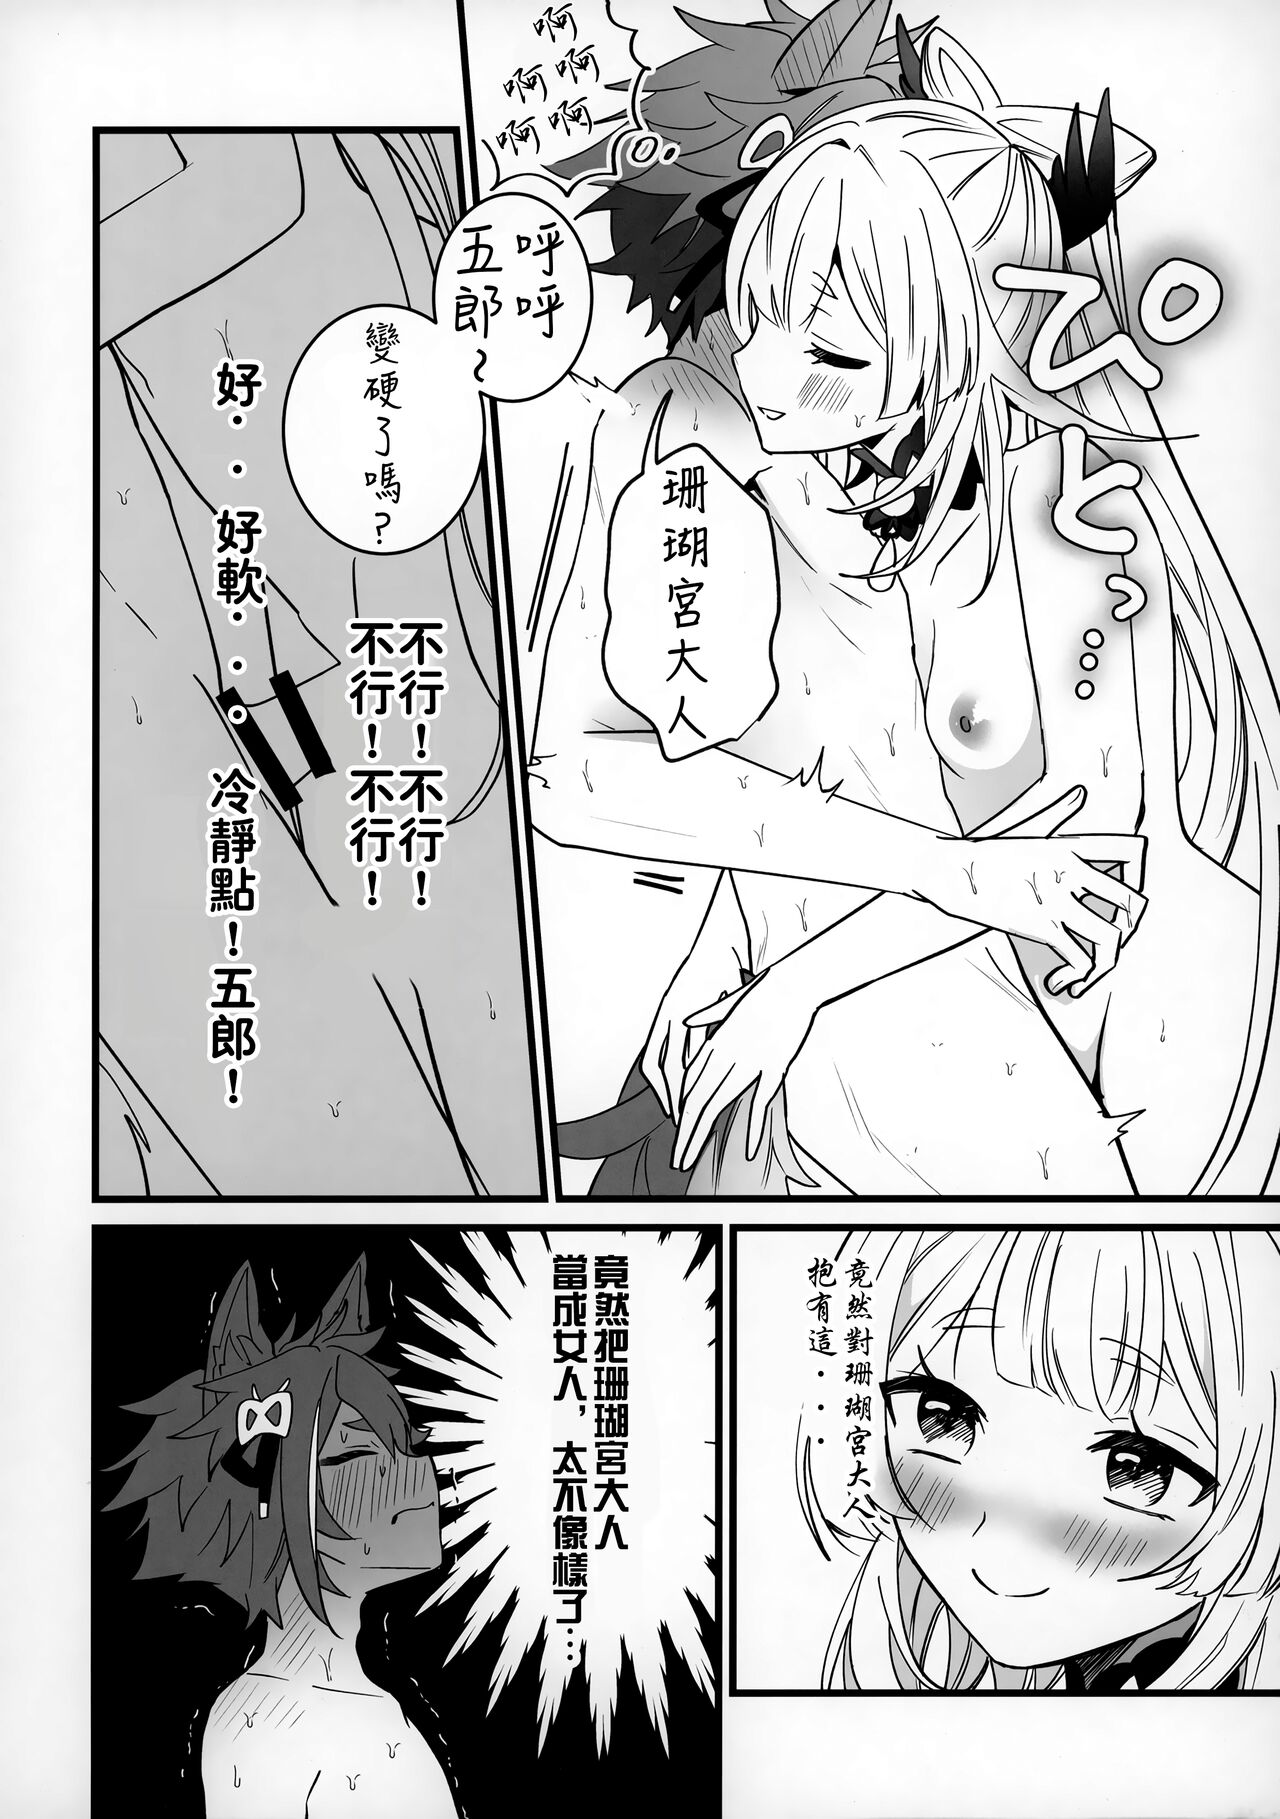 ぴとっ…
啊
啊啊
啊啊
珊瑚宮大人
呼呼
五郎~
變硬了嗎?
不行!不行!
不行!不行!
好··好軟···冷靜點!五郎!
竟然對珊瑚宮大人
抱有這···
竟然把珊瑚宮大人
當成女人,太不像樣了…